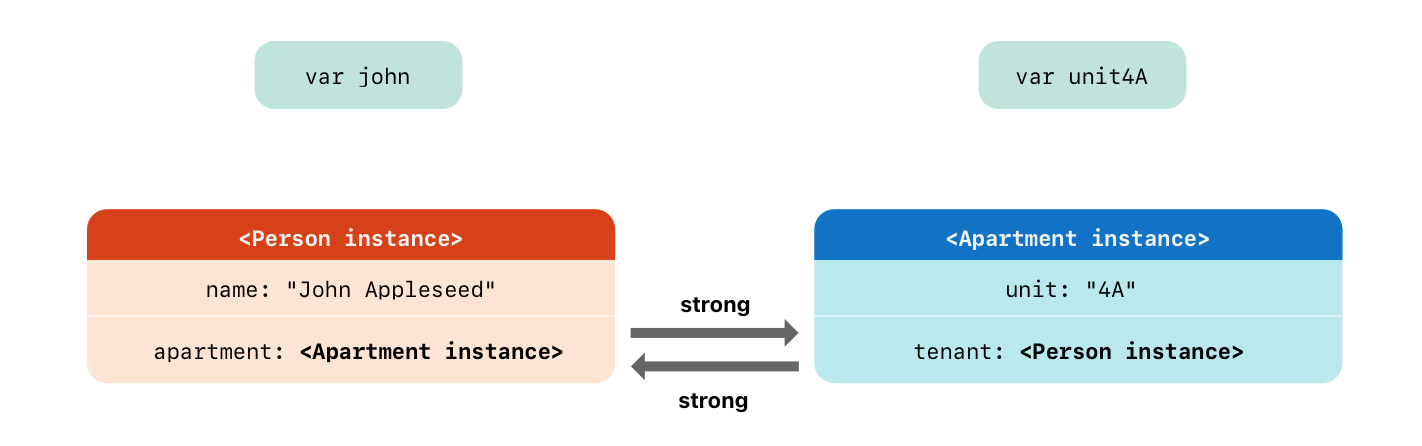 var john
var unit4A
<Person instance>
name: "John Appleseed"
apartment: <Apartment instance>
strong
strong
<Apartment instance>
unit: "4A"
tenant: <Person instance>